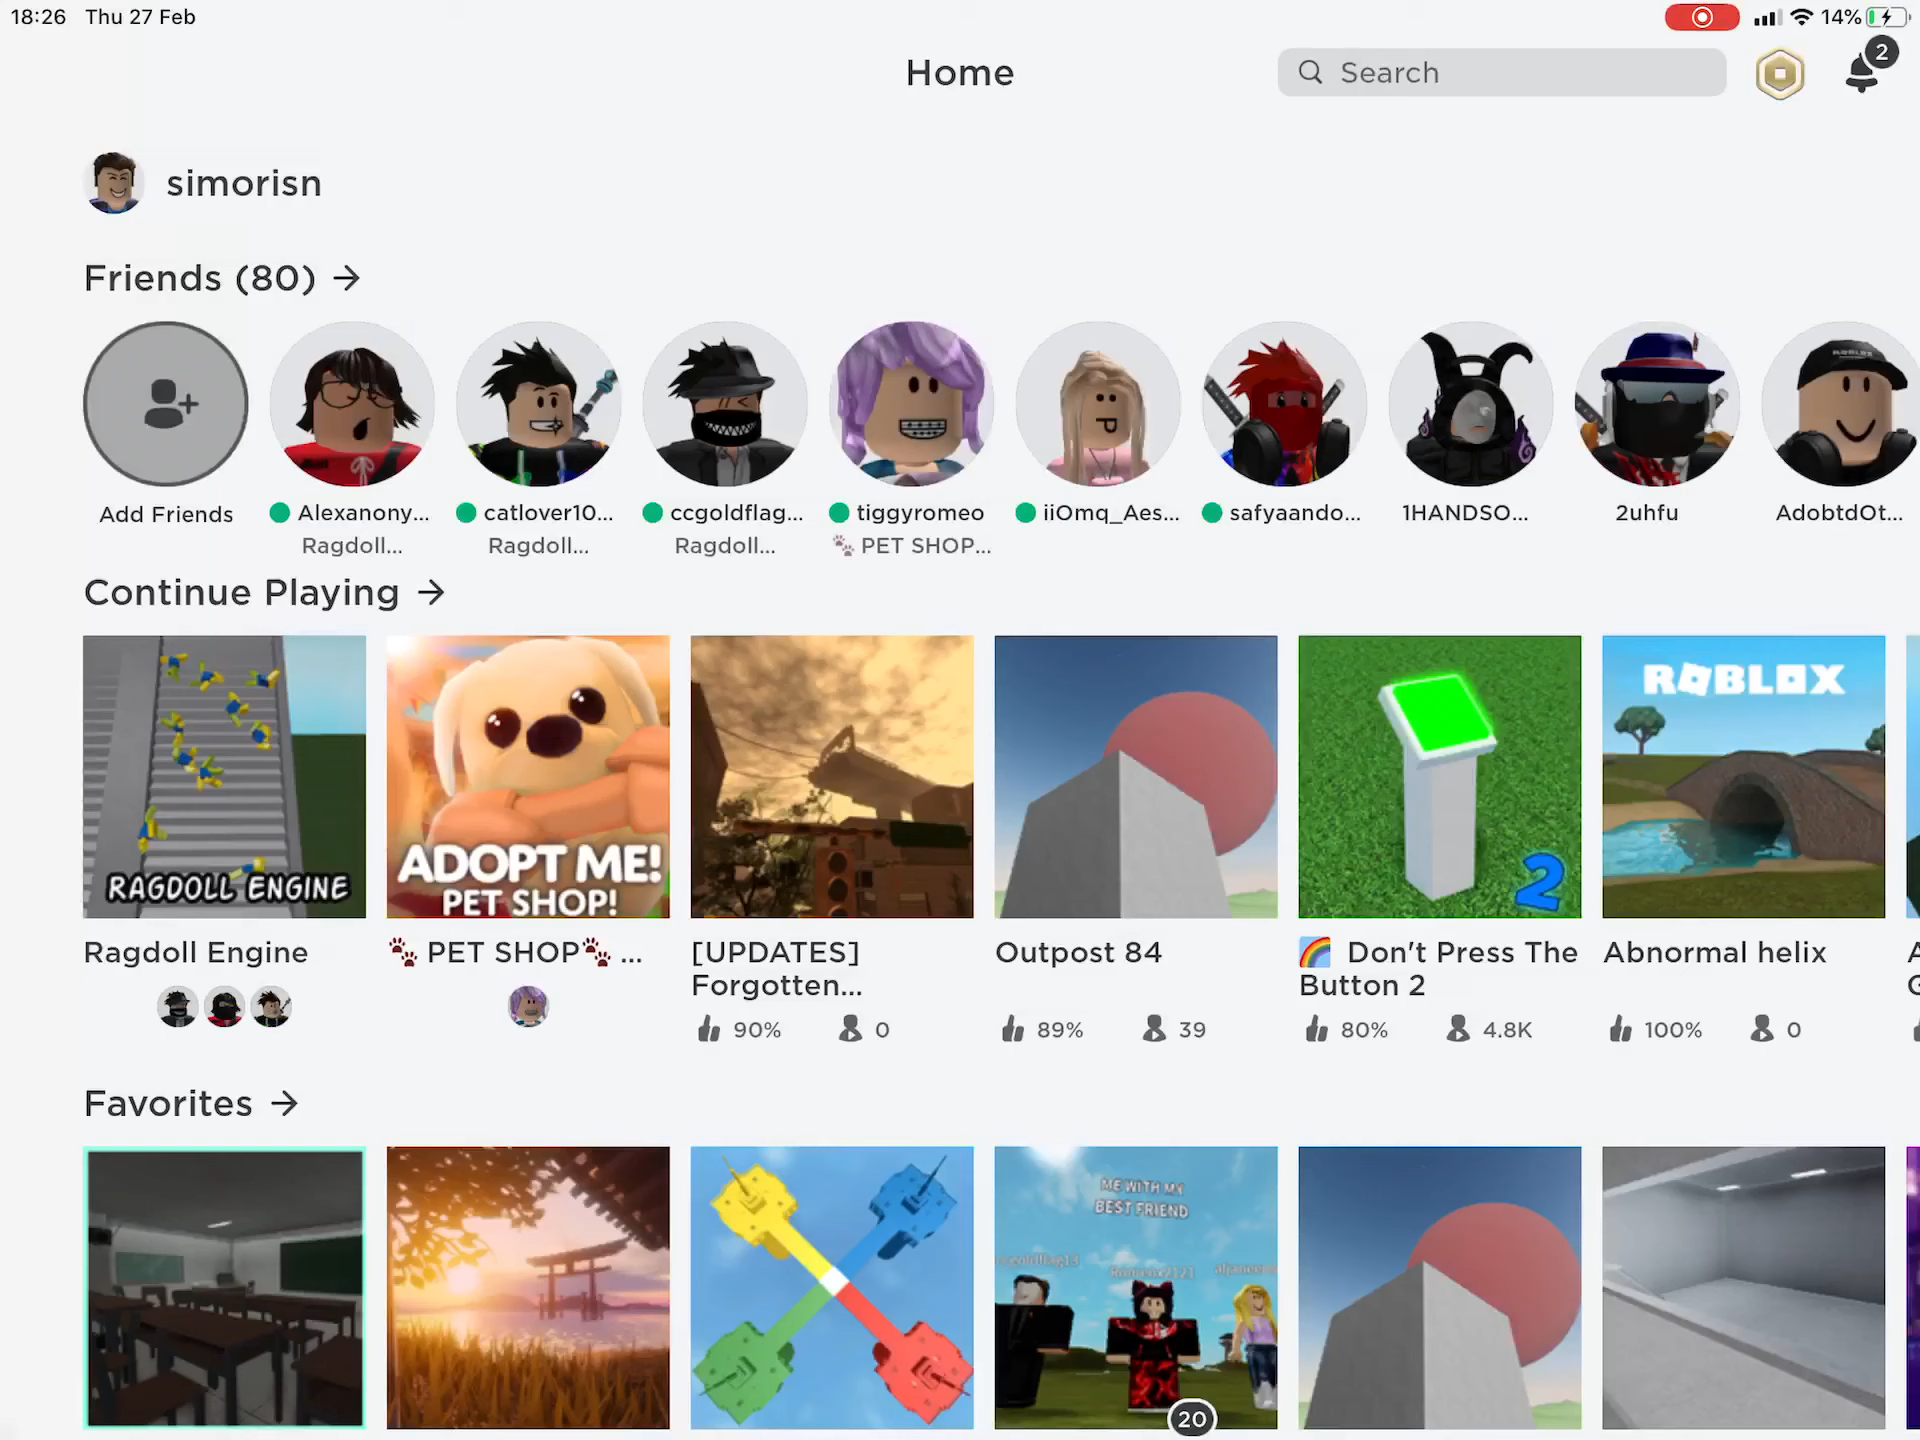 18:26 Thu 27 Feb
14%
Home
Search
2
simorisn
Friends (80) →
Add Friends
Alexanony...
Ragdoll...
catlover10...
Ragdoll...
ccgoldflag...
Ragdoll...
tiggyromeo
🐾 PET SHOP...
iiOmq_Aes...
safyaando...
1HANDSO...
2uhfu
AdobtdOt...
ROBLOX
Continue Playing →
RAGDOLL ENGINE
ADOPT ME!
PET SHOP!
2
ROBLOX
Ragdoll Engine
🐾 PET SHOP🐾 ...
[UPDATES]
Forgotten...
90% 0
Outpost 84
89% 39
🌈 Don't Press The
Button 2
80% 4.8K
Abnormal helix
100% 0
Favorites →
ME WITH MY
BEST FRIEND
20